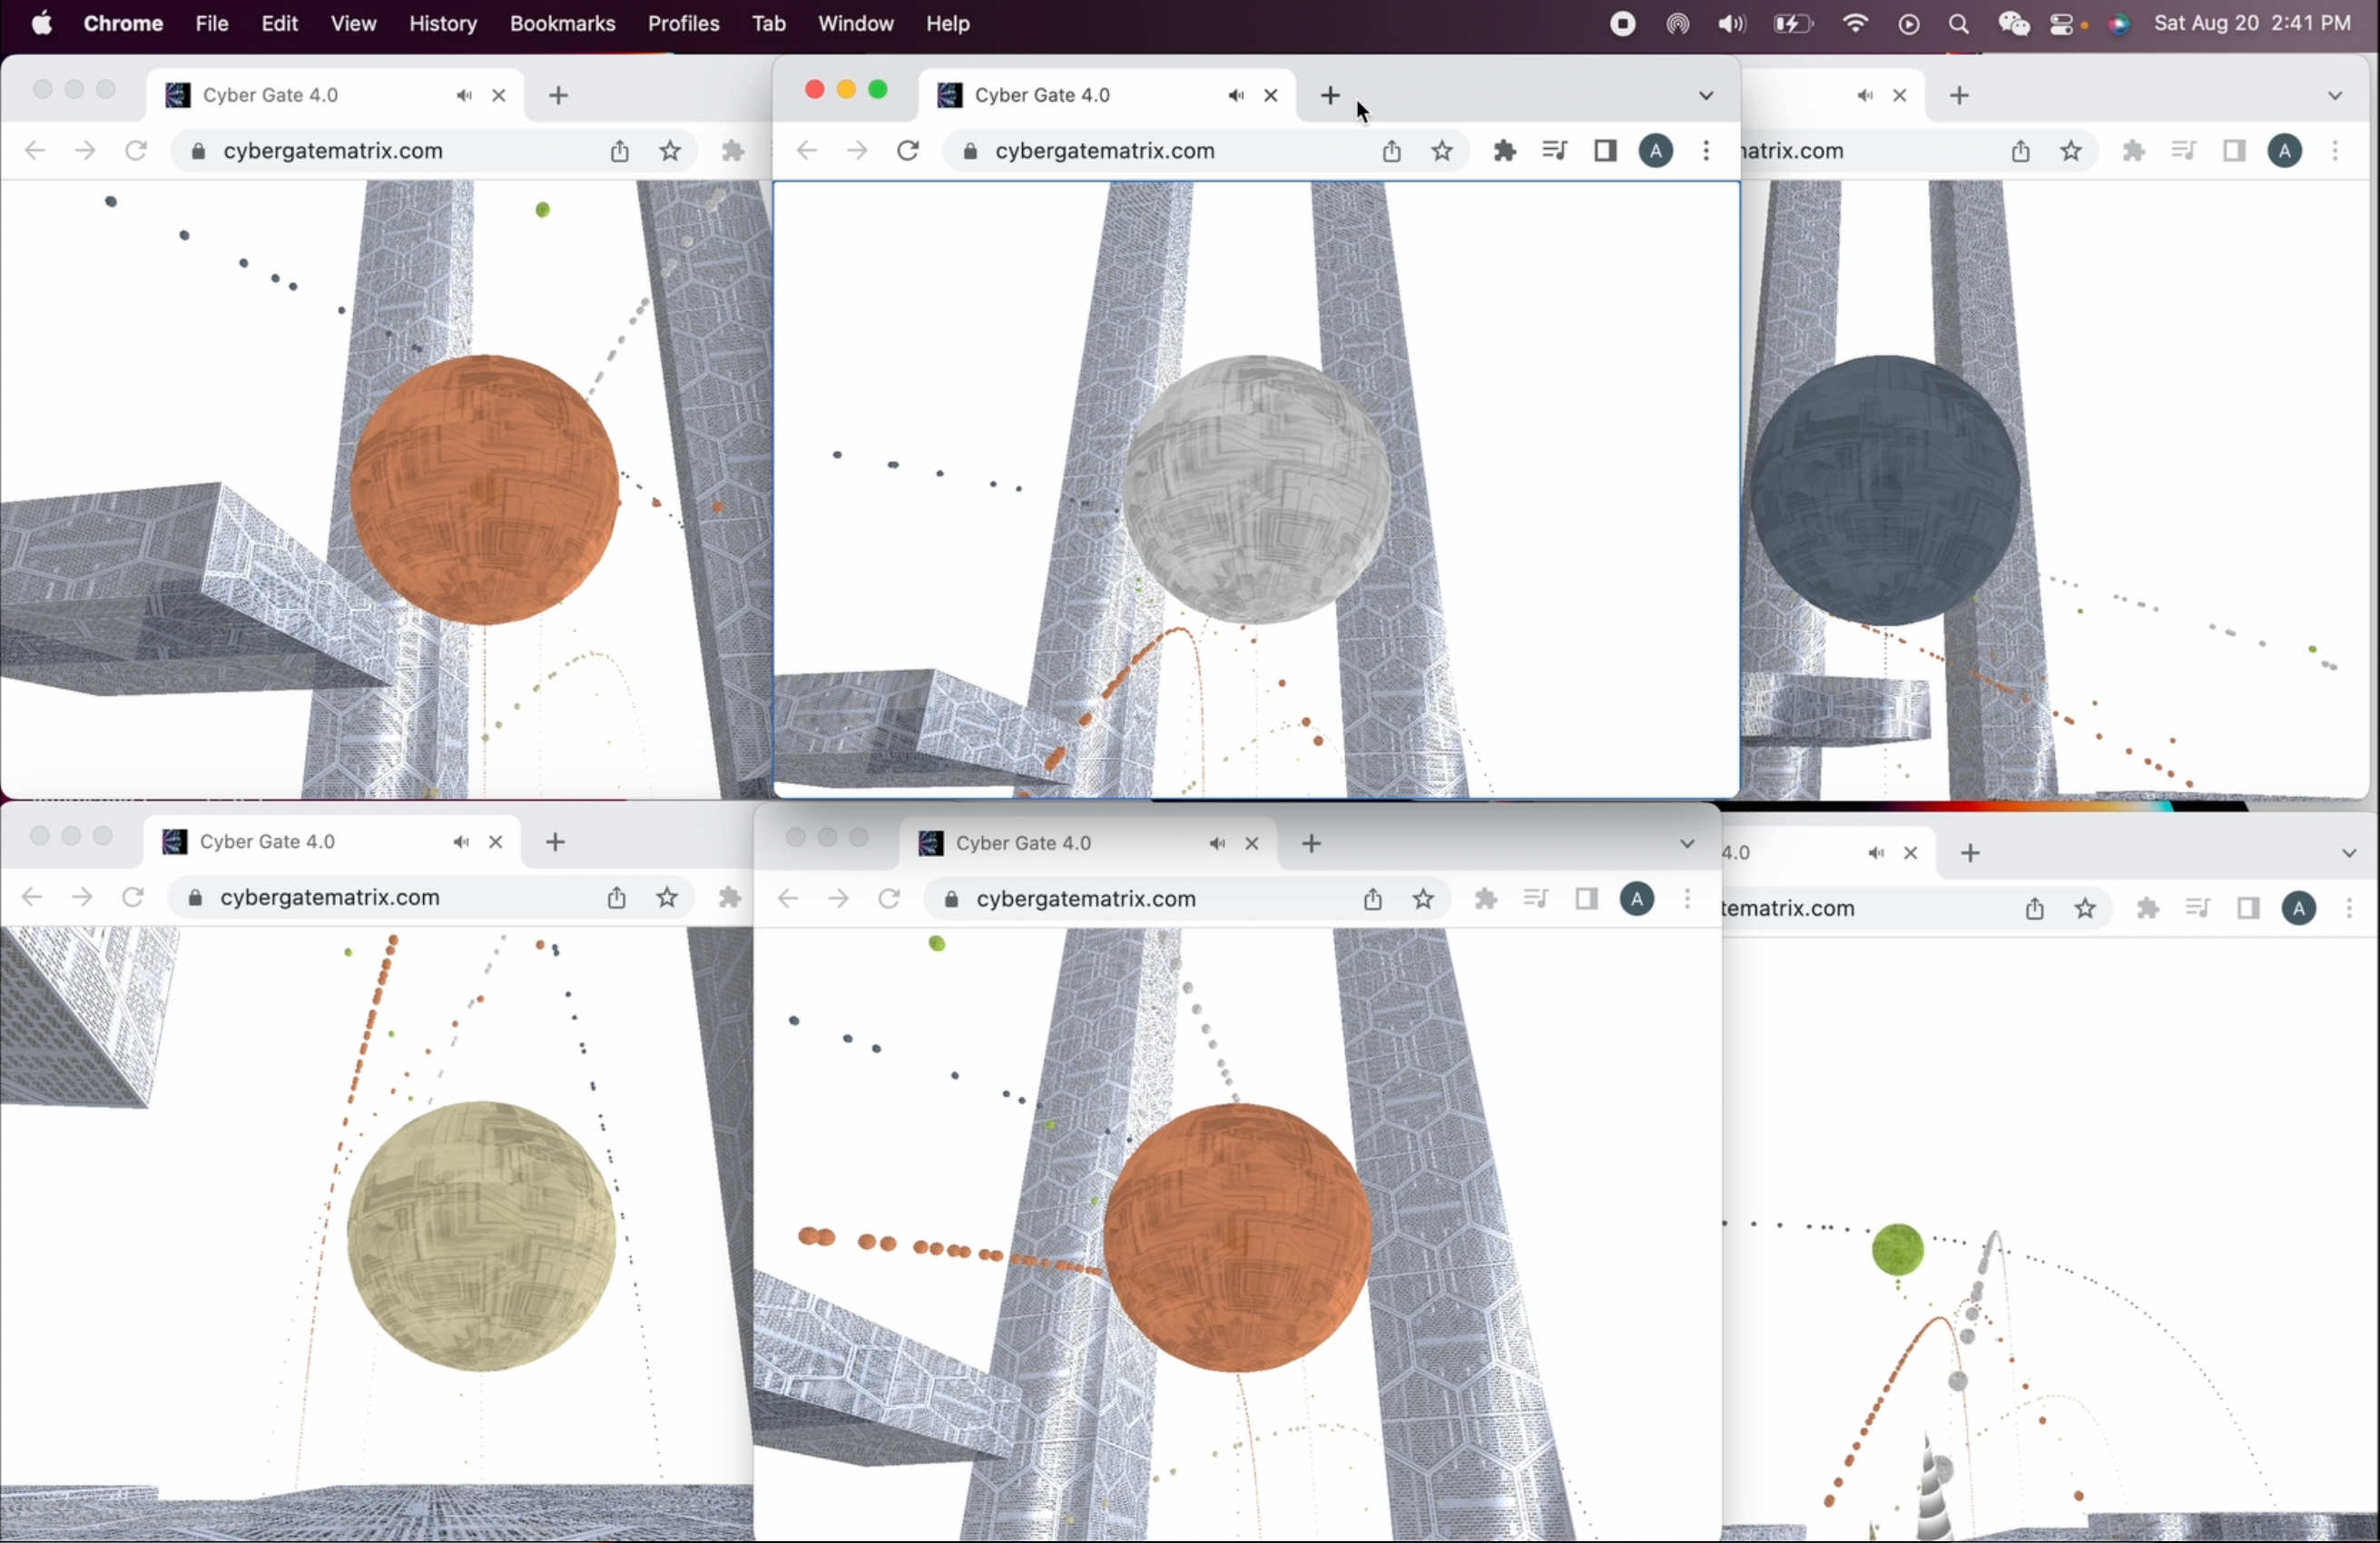 Chrome File Edit View History Bookmarks Profiles Tab Window Help Sat Aug 20 2:41 PM
Cyber Gate 4.0
cybergatematrix.com
Cyber Gate 4.0
cybergatematrix.com
A
atrix.com
A
Cyber Gate 4.0
cybergatematrix.com
Cyber Gate 4.0
cybergatematrix.com
A
4.0
tematrix.com
A